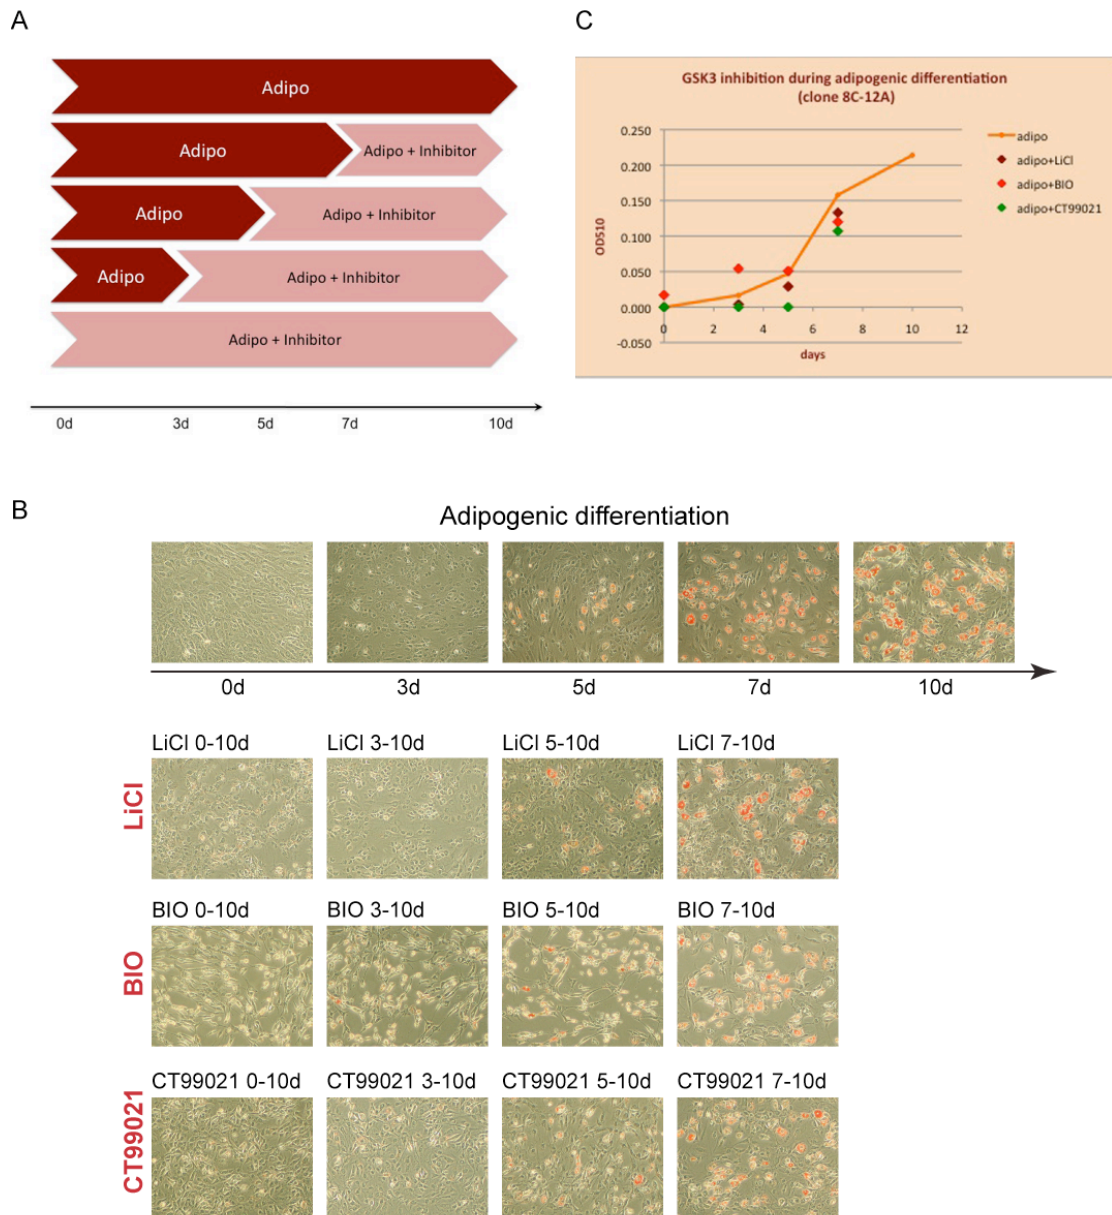 A
Adipo
Adipo
Adipo + Inhibitor
Adipo
Adipo + Inhibitor
Adipo
Adipo + Inhibitor
Adipo + Inhibitor
0d 3d 5d 7d 10d
C
GSK3 inhibition during adipogenic differentiation
(clone 8C-12A)
0.250
0.200
0.150
0.100
0.050
0.000
-0.050
OD510
0 2 4 6 8 10 12
days
adipo
adipo+LiCl
adipo+BIO
adipo+CT99021
B
Adipogenic differentiation
0d 3d 5d 7d 10d
LiCl
LiCl 0-10d LiCl 3-10d LiCl 5-10d LiCl 7-10d
BIO
BIO 0-10d BIO 3-10d BIO 5-10d BIO 7-10d
CT99021
CT99021 0-10d CT99021 3-10d CT99021 5-10d CT99021 7-10d